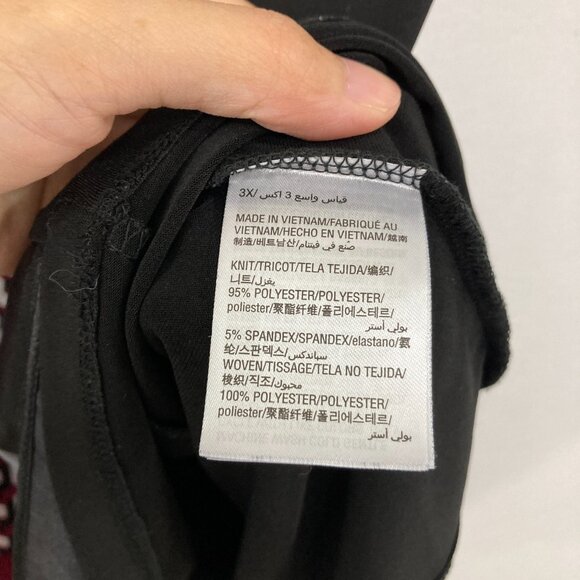 3X/ قياس واسع 3 اكس
MADE IN VIETNAM/FABRIQUÉ AU
VIETNAM/HECHO EN VIETNAM/越南
制造/베트남산/صنع في فيتنام
KNIT/TRICOT/TELA TEJIDA/编织/
니트/يغزل/
95% POLYESTER/POLYESTER/
poliester/聚酯纤维/폴리에스테르/
بولي أستر
5% SPANDEX/SPANDEX/elastano/氨
纶/스판덱스/سباندكس
WOVEN/TISSAGE/TELA NO TEJIDA/
梭织/직조/محبوك/
100% POLYESTER/POLYESTER/
poliester/聚酯纤维/폴리에스테르/
بولي أستر